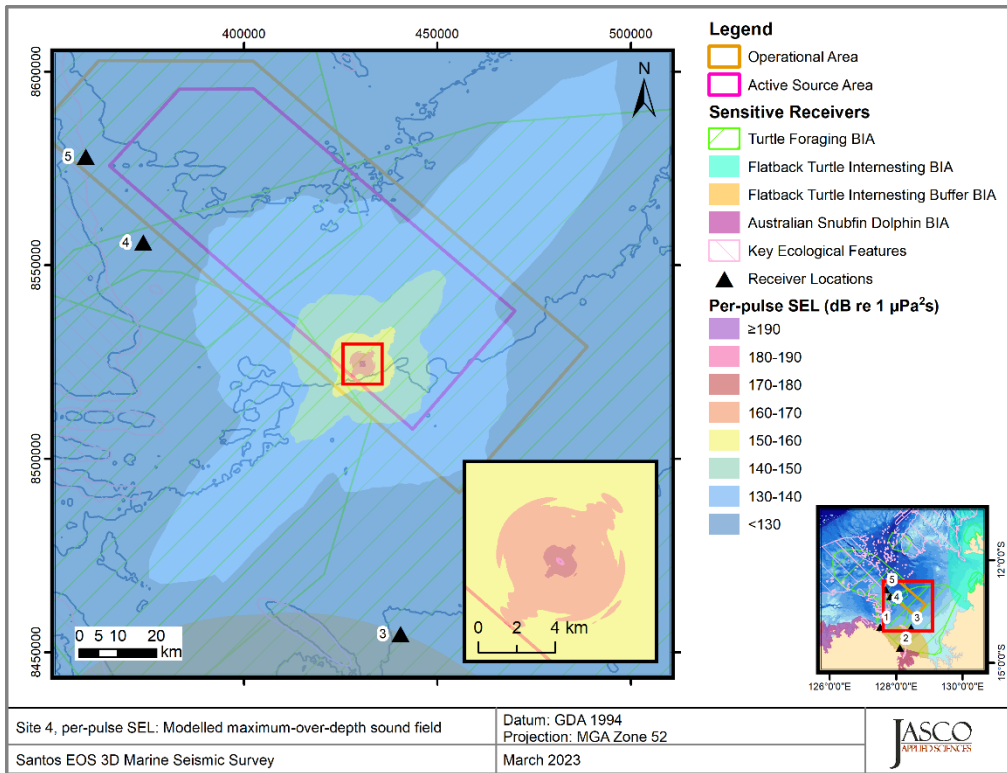 400000
450000
500000
8600000
8550000
8500000
8450000
N
5
4
3
0 5 10 20
km
0 2 4 km
Legend
Operational Area
Active Source Area
Sensitive Receivers
Turtle Foraging BIA
Flatback Turtle Internesting BIA
Flatback Turtle Internesting Buffer BIA
Australian Snubfin Dolphin BIA
Key Ecological Features
Receiver Locations
Per-pulse SEL (dB re 1 µPa²s)
≥190
180-190
170-180
160-170
150-160
140-150
130-140
<130
5
4
1
3
2
12°0'0"S
15°0'0"S
126°0'0"E 128°0'0"E 130°0'0"E
Site 4, per-pulse SEL: Modelled maximum-over-depth sound field
Datum: GDA 1994
Projection: MGA Zone 52
Santos EOS 3D Marine Seismic Survey
March 2023
JASCO
APPLIED SCIENCES